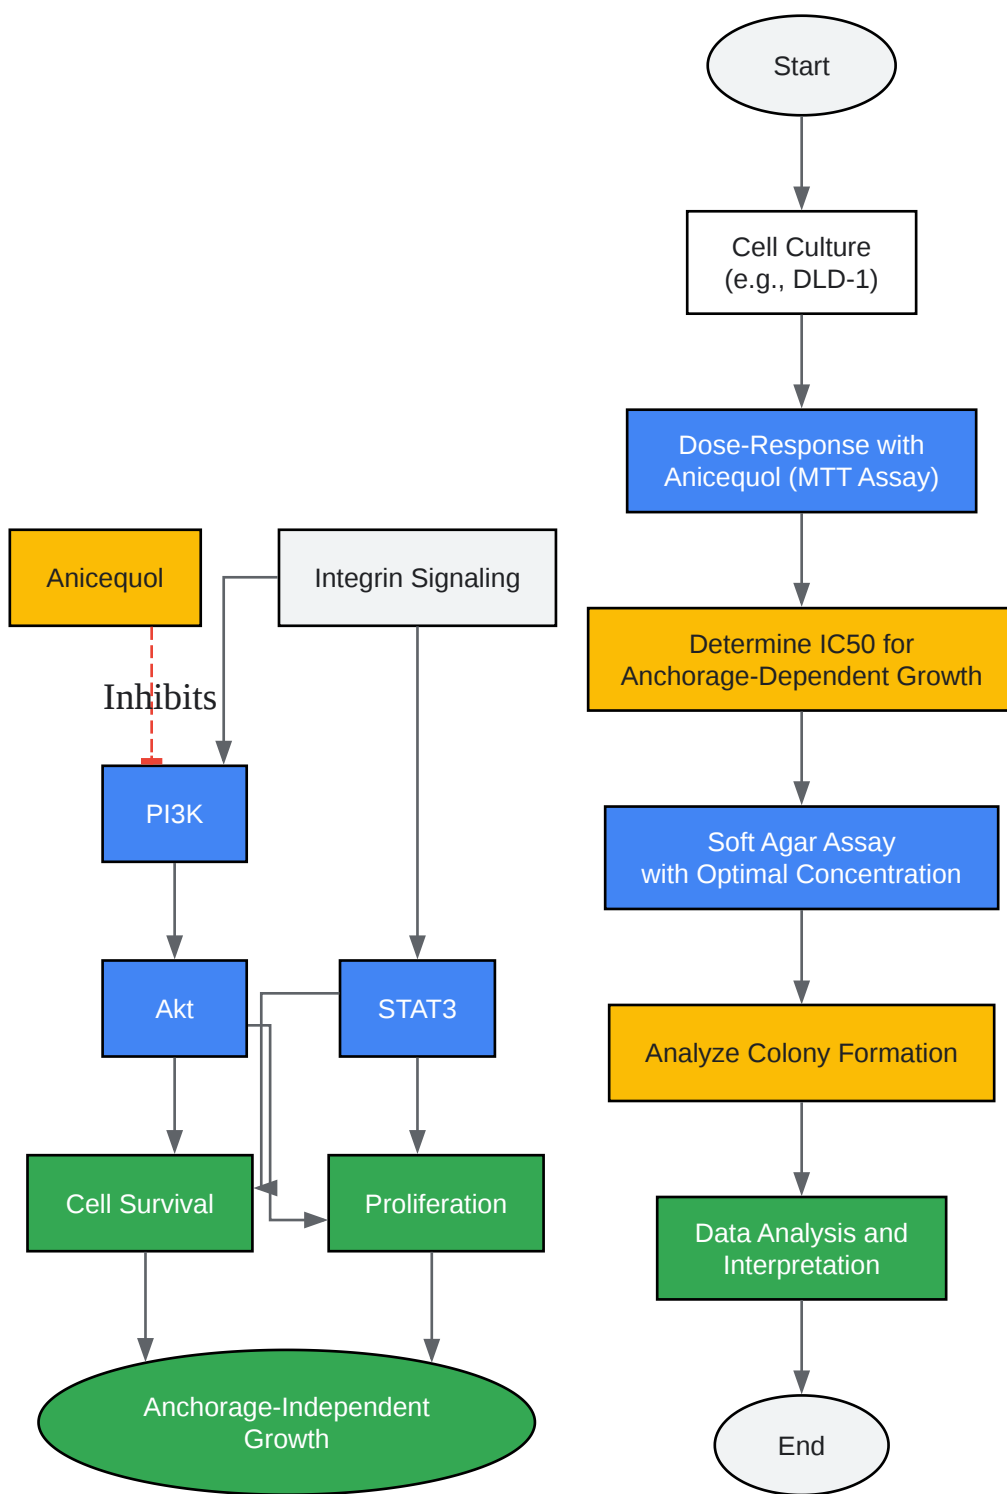 Start
Cell Culture
(e.g., DLD-1)
Dose-Response with
Anicequol (MTT Assay)
Determine IC50 for
Anchorage-Dependent Growth
Soft Agar Assay
with Optimal Concentration
Analyze Colony Formation
Data Analysis and
Interpretation
End
Anicequol
Integrin Signaling
Inhibits
PI3K
Akt
STAT3
Cell Survival
Proliferation
Anchorage-Independent
Growth